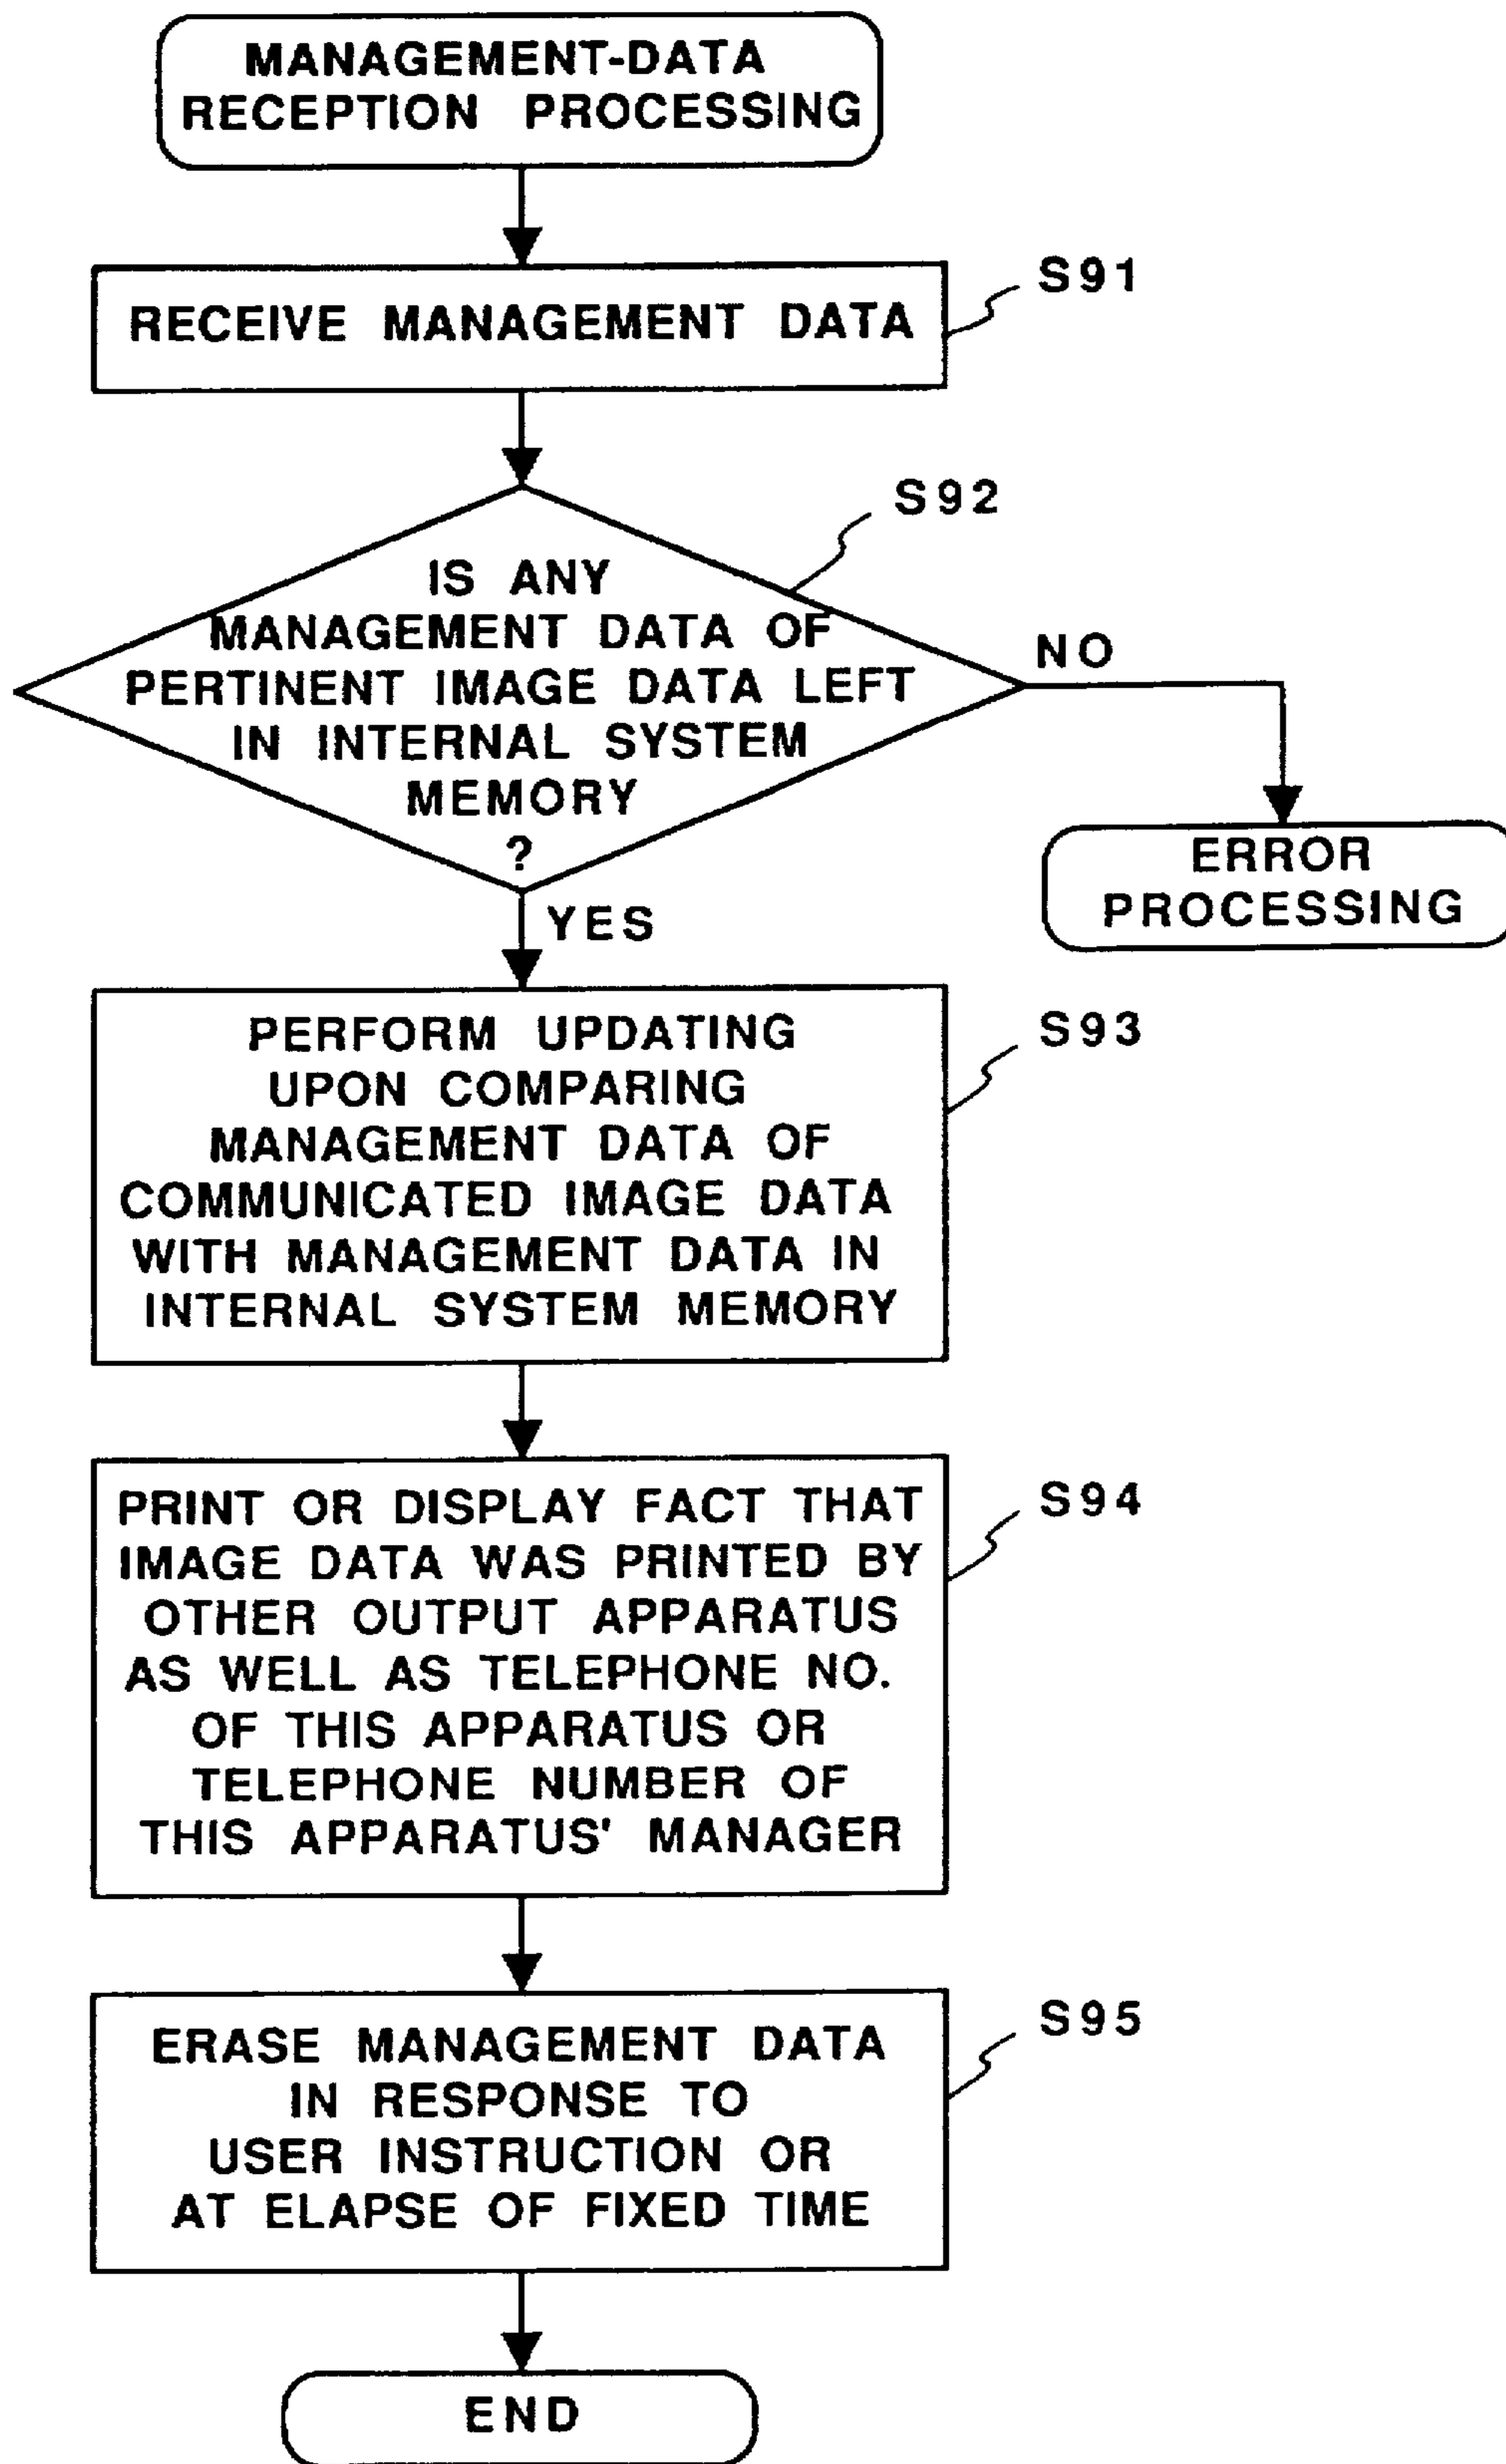 MANAGEMENT-DATA
RECEPTION PROCESSING
RECEIVE MANAGEMENT DATA
S91
S92
IS ANY
MANAGEMENT DATA OF
PERTINENT IMAGE DATA LEFT
IN INTERNAL SYSTEM
MEMORY
?
NO
ERROR
PROCESSING
YES
PERFORM UPDATING
UPON COMPARING
MANAGEMENT DATA OF
COMMUNICATED IMAGE DATA
WITH MANAGEMENT DATA IN
INTERNAL SYSTEM MEMORY
S93
PRINT OR DISPLAY FACT THAT
IMAGE DATA WAS PRINTED BY
OTHER OUTPUT APPARATUS
AS WELL AS TELEPHONE NO.
OF THIS APPARATUS OR
TELEPHONE NUMBER OF
THIS APPARATUS' MANAGER
S94
ERASE MANAGEMENT DATA
IN RESPONSE TO
USER INSTRUCTION OR
AT ELAPSE OF FIXED TIME
S95
END